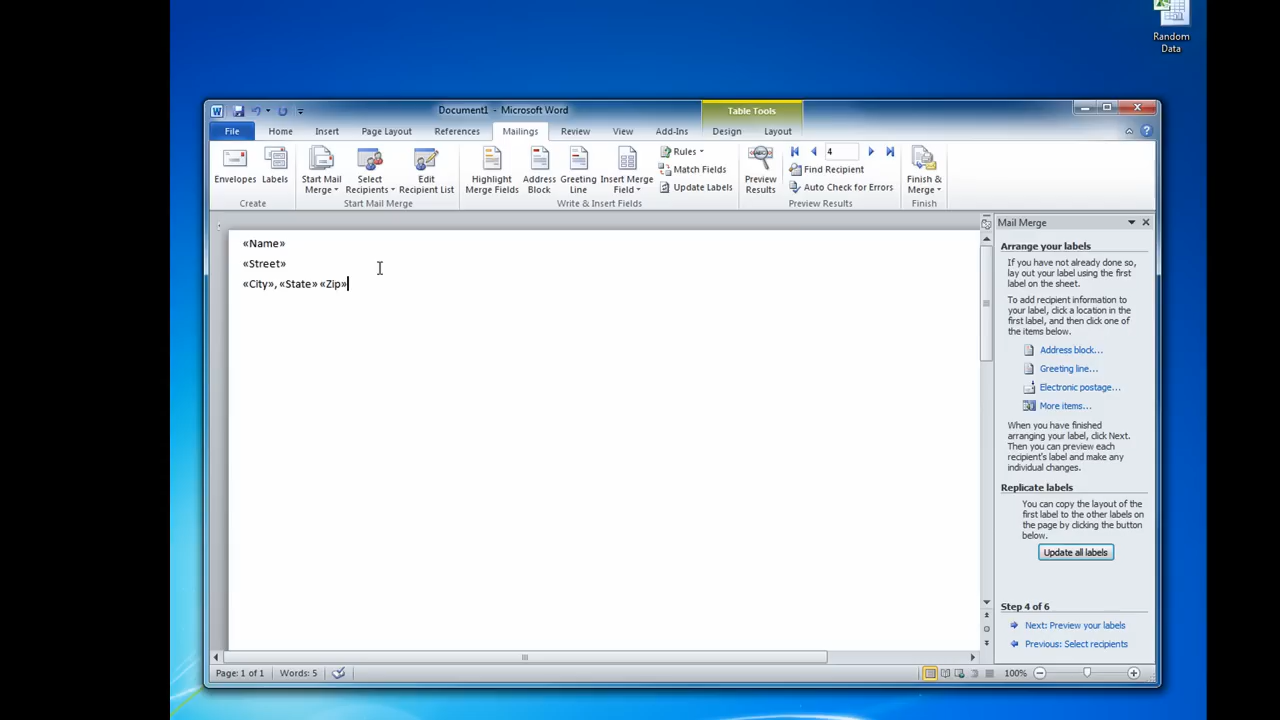 Random
Data
Document1 - Microsoft Word
Table Tools
File
Home
Insert
Page Layout
References
Mailings
Review
View
Add-Ins
Design
Layout
Envelopes
Labels
Start Mail
Merge
Select
Recipients
Edit
Recipient List
Highlight
Merge Fields
Address
Block
Greeting
Line
Insert Merge
Field
Rules
Match Fields
Update Labels
Preview
Results
4
Find Recipient
Auto Check for Errors
Finish &
Merge
Create
Start Mail Merge
Write & Insert Fields
Preview Results
Finish
«Name»
«Street»
«City», «State» «Zip»
Mail Merge
Arrange your labels
If you have not already done so,
lay out your label using the first
label on the sheet.
To add recipient information to
your label, click a location in the
first label, and then click one of
the items below.
Address block...
Greeting line...
Electronic postage...
More items...
When you have finished
arranging your label, click Next.
Then you can preview each
recipient's label and make any
individual changes.
Replicate labels
You can copy the layout of the
first label to the other labels on
the page by clicking the button
below.
Update all labels
Step 4 of 6
Next: Preview your labels
Previous: Select recipients
Page: 1 of 1
Words: 5
100%